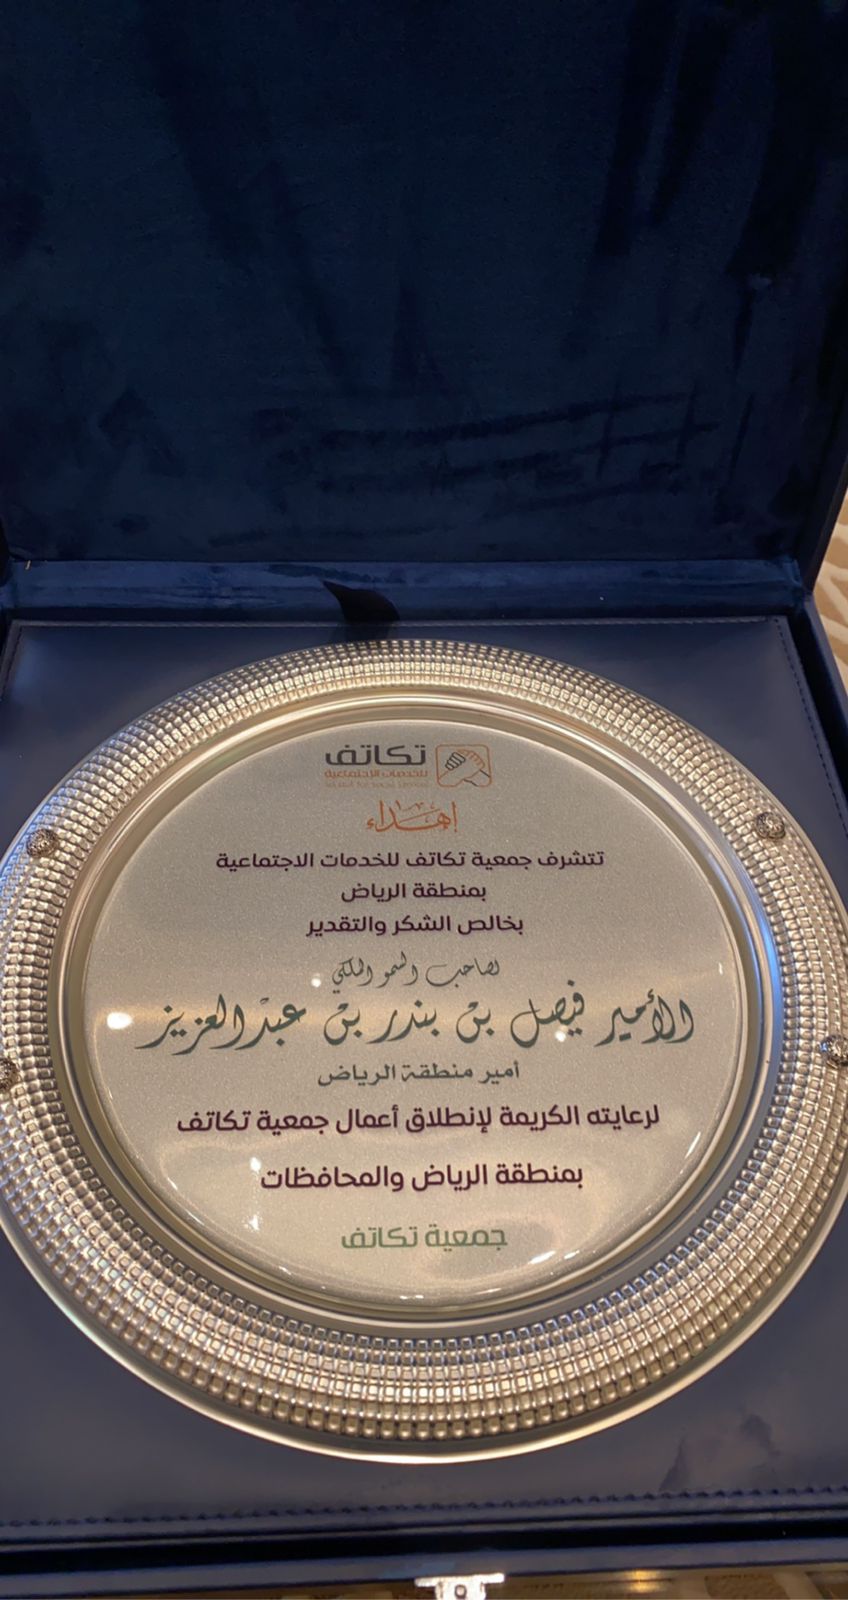 تكاتف
للخدمات الإجتماعية
إهداء
تتشرف جمعية تكاتف للخدمات الاجتماعية
بمنطقة الرياض
بخالص الشكر والتقدير
لصاحب السمو الملكي
الأمير فيصل بن بندر بن عبدالعزيز
أمير منطقة الرياض
لرعايته الكريمة لإنطلاق أعمال جمعية تكاتف
بمنطقة الرياض والمحافظات
جمعية تكاتف